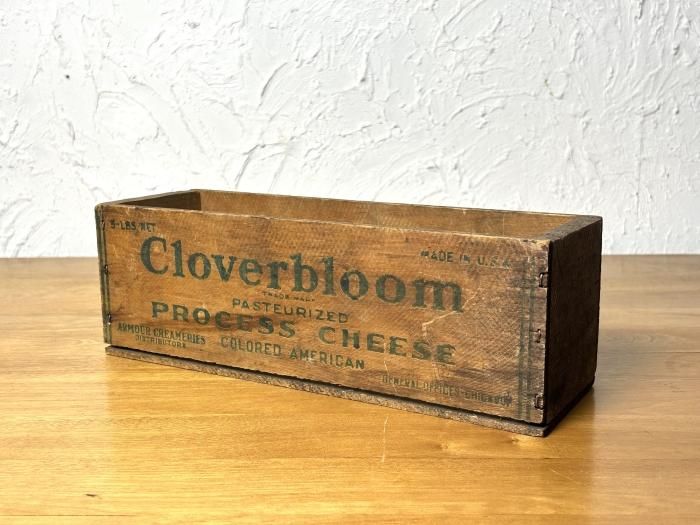 5-LBS. NET
MADE IN U.S.A.
Cloverbloom
TRADE MARK
PASTEURIZED
PROCESS CHEESE
ARMOUR CREAMERIES
DISTRIBUTORS
COLORED AMERICAN
GENERAL OFFICES-CHICAGO